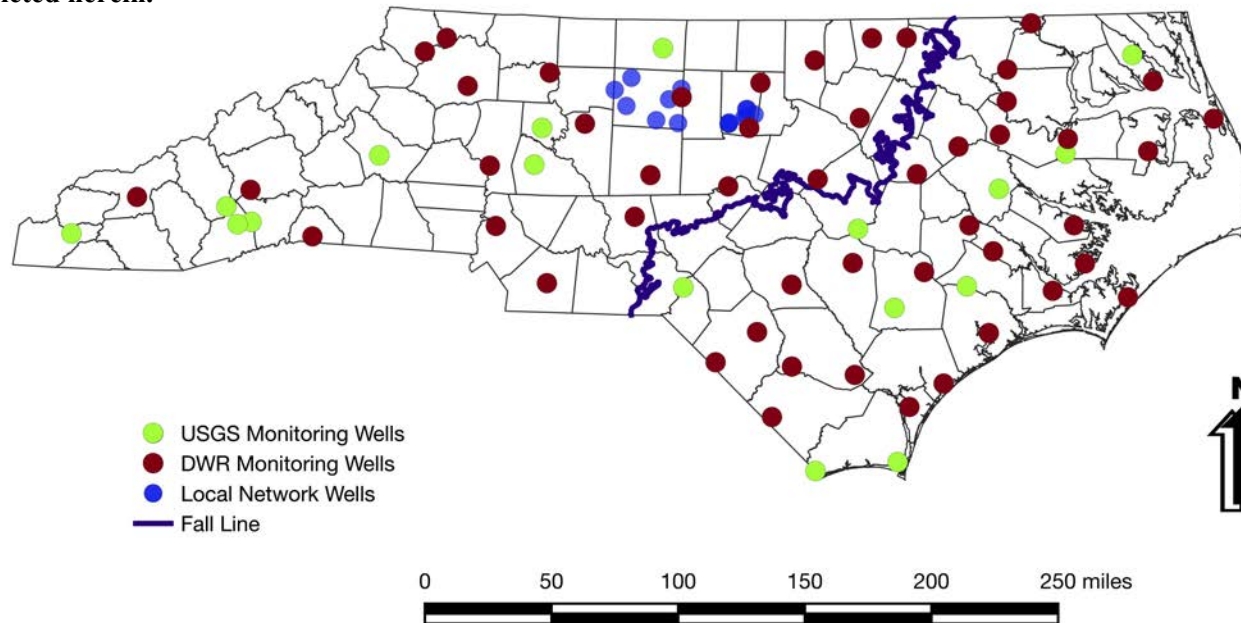 USGS Monitoring Wells
DWR Monitoring Wells
Local Network Wells
Fall Line
0 50 100 150 200 250 miles